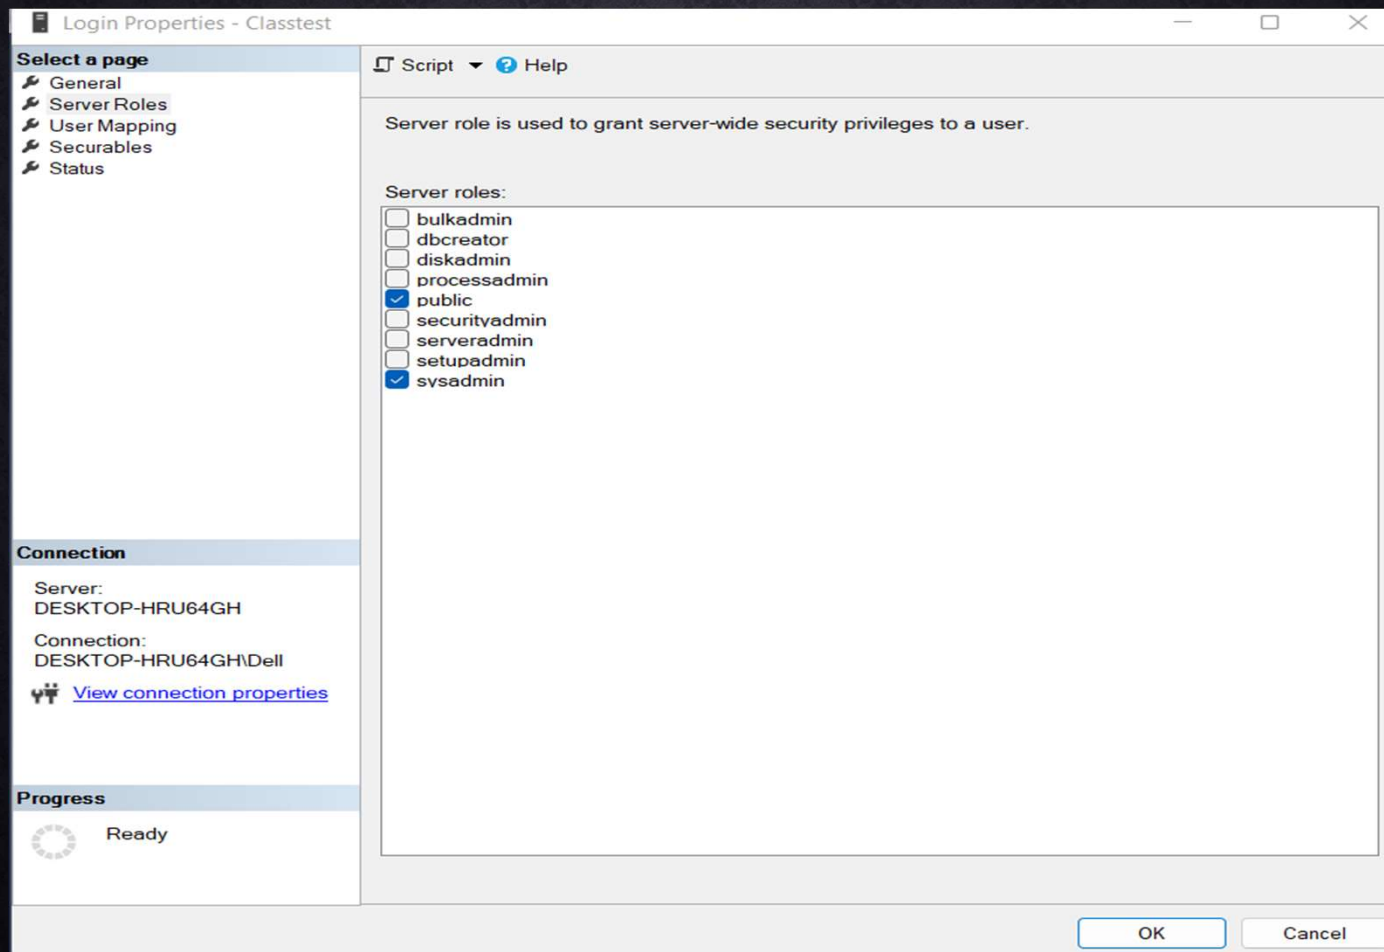 Login Properties - Classtest
Select a page
General
Server Roles
User Mapping
Securables
Status
Script
Help
Server role is used to grant server-wide security privileges to a user.
Server roles:
bulkadmin
dbcreator
diskadmin
processadmin
public
securityadmin
serveradmin
setupadmin
sysadmin
Connection
Server:
DESKTOP-HRU64GH
Connection:
DESKTOP-HRU64GH\Dell
View connection properties
Progress
Ready
OK
Cancel